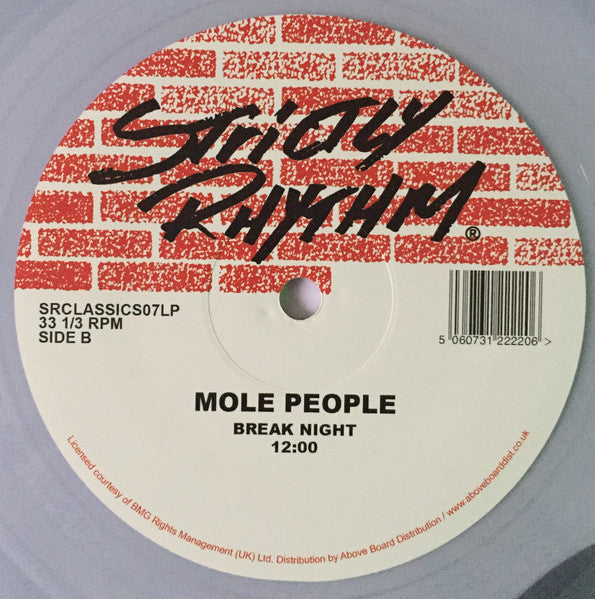 STRICTLY
RHYTHM®
SRCLASSICS07LP
33 1/3 RPM
SIDE B
5 060731 222206 >
MOLE PEOPLE
BREAK NIGHT
12:00
Licensed courtesy of BMG Rights Management (UK) Ltd. Distribution by Above Board Distribution / www.aboveboarddist.co.uk